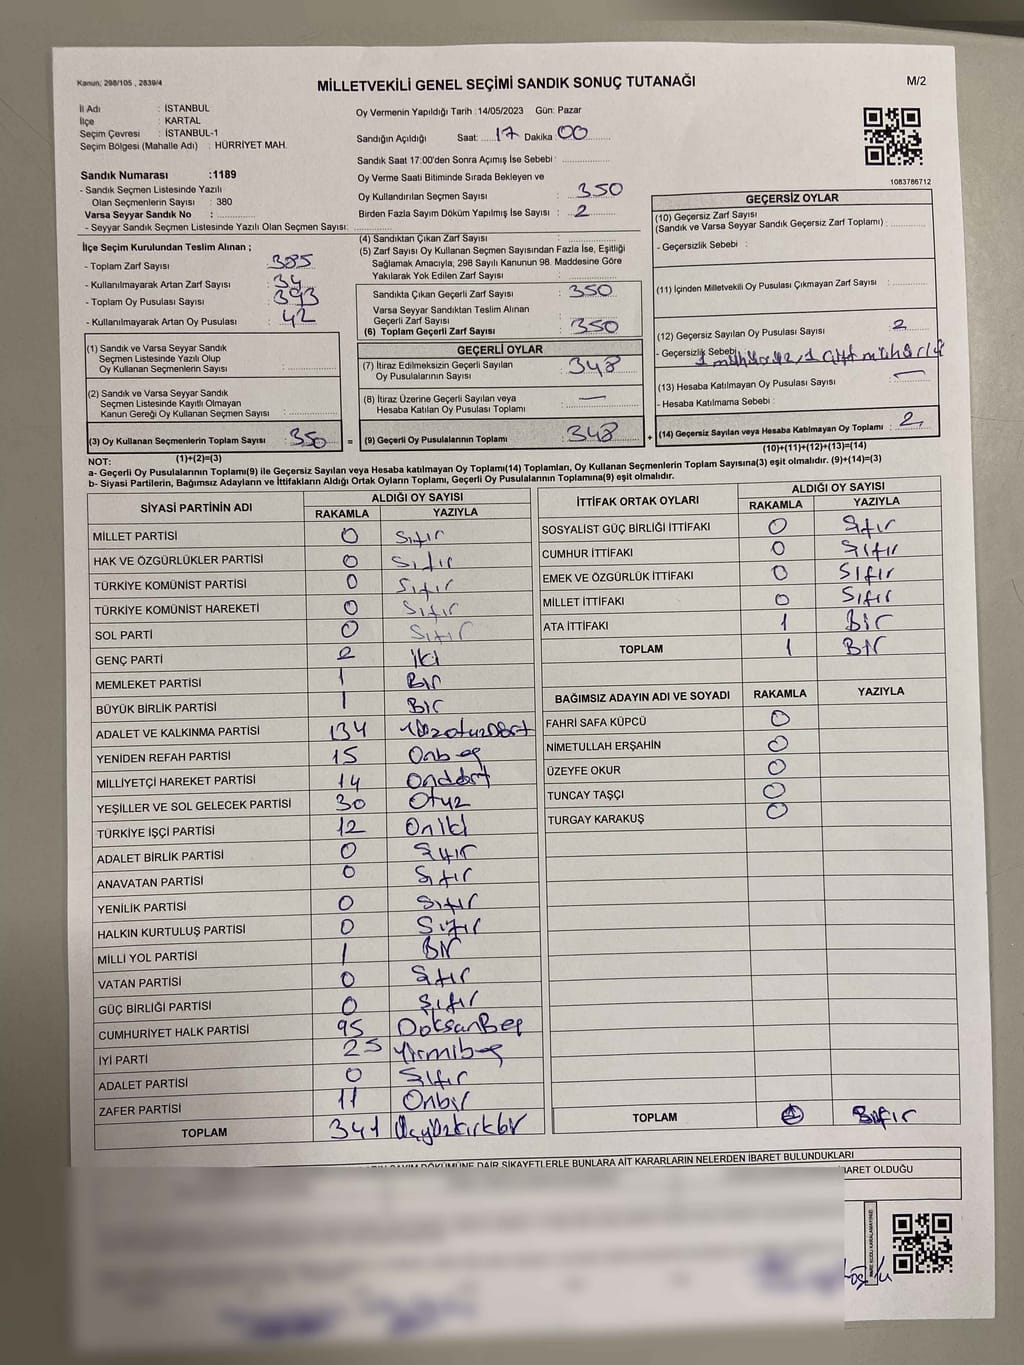 Kanun: 298/105 , 2839/4
MİLLETVEKİLİ GENEL SEÇİMİ SANDIK SONUÇ TUTANAĞI
M/2
İl Adı : İSTANBUL
İlçe : KARTAL
Seçim Çevresi : İSTANBUL-1
Seçim Bölgesi (Mahalle Adı) : HÜRRİYET MAH.
Sandık Numarası :1189
- Sandık Seçmen Listesinde Yazılı
Olan Seçmenlerin Sayısı : 380
Varsa Seyyar Sandık No :
- Seyyar Sandık Seçmen Listesinde Yazılı Olan Seçmen Sayısı:
Oy Vermenin Yapıldığı Tarih :14/05/2023 Gün: Pazar
Sandığın Açıldığı Saat: 17 Dakika 00
Sandık Saat 17:00'den Sonra Açımış İse Sebebi :
Oy Verme Saati Bitiminde Sırada Bekleyen ve
Oy Kullandırılan Seçmen Sayısı : 350
Birden Fazla Sayım Döküm Yapılmış İse Sayısı : 2
1083786712
İlçe Seçim Kurulundan Teslim Alınan ;
- Toplam Zarf Sayısı : 385
- Kullanılmayarak Artan Zarf Sayısı : 34
- Toplam Oy Pusulası Sayısı : 393
- Kullanılmayarak Artan Oy Pusulası : 42
(1) Sandık ve Varsa Seyyar Sandık
Seçmen Listesinde Yazılı Olup
Oy Kullanan Seçmenlerin Sayısı :
(2) Sandık ve Varsa Seyyar Sandık
Seçmen Listesinde Kayıtlı Olmayan
Kanun Gereği Oy Kullanan Seçmen Sayısı :
(3) Oy Kullanan Seçmenlerin Toplam Sayısı : 350
(1)+(2)=(3)
(4) Sandıktan Çıkan Zarf Sayısı :
(5) Zarf Sayısı Oy Kullanan Seçmen Sayısından Fazla İse, Eşitliği
Sağlamak Amacıyla, 298 Sayılı Kanunun 98. Maddesine Göre
Yakılarak Yok Edilen Zarf Sayısı :
Sandıkta Çıkan Geçerli Zarf Sayısı : 350
Varsa Seyyar Sandıktan Teslim Alınan
Geçerli Zarf Sayısı :
(6) Toplam Geçerli Zarf Sayısı : 350
GEÇERLİ OYLAR
(7) İtiraz Edilmeksizin Geçerli Sayılan
Oy Pusulalarının Sayısı : 348
(8) İtiraz Üzerine Geçerli Sayılan veya
Hesaba Katılan Oy Pusulası Toplamı : —
= (9) Geçerli Oy Pusulalarının Toplamı : 348 +
GEÇERSİZ OYLAR
(10) Geçersiz Zarf Sayısı
(Sandık ve Varsa Seyyar Sandık Geçersiz Zarf Toplamı) :
- Geçersizlik Sebebi :
(11) İçinden Milletvekili Oy Pusulası Çıkmayan Zarf Sayısı :
(12) Geçersiz Sayılan Oy Pusulası Sayısı : 2
- Geçersizlik Sebebi 1 mühürsüz, 1 çift mühürlü
(13) Hesaba Katılmayan Oy Pusulası Sayısı : —
- Hesaba Katılmama Sebebi :
(14) Geçersiz Sayılan veya Hesaba Katılmayan Oy Toplamı : 2
(10)+(11)+(12)+(13)=(14)
NOT:
a- Geçerli Oy Pusulalarının Toplamı(9) ile Geçersiz Sayılan veya Hesaba katılmayan Oy Toplamı(14) Toplamları, Oy Kullanan Seçmenlerin Toplam Sayısına(3) eşit olmalıdır. (9)+(14)=(3)
b- Siyasi Partilerin, Bağımsız Adayların ve İttifakların Aldığı Ortak Oyların Toplamı, Geçerli Oy Pusulalarının Toplamına(9) eşit olmalıdır.
SİYASİ PARTİNİN ADI ALDIĞI OY SAYISI
RAKAMLA YAZIYLA
MİLLET PARTİSİ 0 Sıfır
HAK VE ÖZGÜRLÜKLER PARTİSİ 0 Sıfır
TÜRKİYE KOMÜNİST PARTİSİ 0 Sıfır
TÜRKİYE KOMÜNİST HAREKETİ 0 Sıfır
SOL PARTİ 0 Sıfır
GENÇ PARTİ 2 iki
MEMLEKET PARTİSİ 1 Bir
BÜYÜK BİRLİK PARTİSİ 1 Bir
ADALET VE KALKINMA PARTİSİ 134 YüzotuzDört
YENİDEN REFAH PARTİSİ 15 Onbeş
MİLLİYETÇİ HAREKET PARTİSİ 14 Ondört
YEŞİLLER VE SOL GELECEK PARTİSİ 30 Otuz
TÜRKİYE İŞÇİ PARTİSİ 12 Oniki
ADALET BİRLİK PARTİSİ 0 Sıfır
ANAVATAN PARTİSİ 0 Sıfır
YENİLİK PARTİSİ 0 Sıfır
HALKIN KURTULUŞ PARTİSİ 0 Sıfır
MİLLİ YOL PARTİSİ 1 Bir
VATAN PARTİSİ 0 Sıfır
GÜÇ BİRLİĞİ PARTİSİ 0 Sıfır
CUMHURİYET HALK PARTİSİ 95 DoksanBeş
İYİ PARTİ 25 Yirmibeş
ADALET PARTİSİ 0 Sıfır
ZAFER PARTİSİ 11 Onbir
TOPLAM 341 Üçyüzkırkbir
İTTİFAK ORTAK OYLARI ALDIĞI OY SAYISI
RAKAMLA YAZIYLA
SOSYALİST GÜÇ BİRLİĞİ İTTİFAKI 0 Sıfır
CUMHUR İTTİFAKI 0 Sıfır
EMEK VE ÖZGÜRLÜK İTTİFAKI 0 Sıfır
MİLLET İTTİFAKI 0 Sıfır
ATA İTTİFAKI 1 Bir
TOPLAM 1 Bir
BAĞIMSIZ ADAYIN ADI VE SOYADI RAKAMLA YAZIYLA
FAHRİ SAFA KÜPCÜ 0
NİMETULLAH ERŞAHİN 0
ÜZEYFE OKUR 0
TUNCAY TAŞÇI 0
TURGAY KARAKUŞ 0
TOPLAM Sıfır
DÖKÜMÜNE DAİR ŞİKAYETLERLE BUNLARA AİT KARARLARIN NELERDEN İBARET BULUNDUKLARI
İBARET OLDUĞU